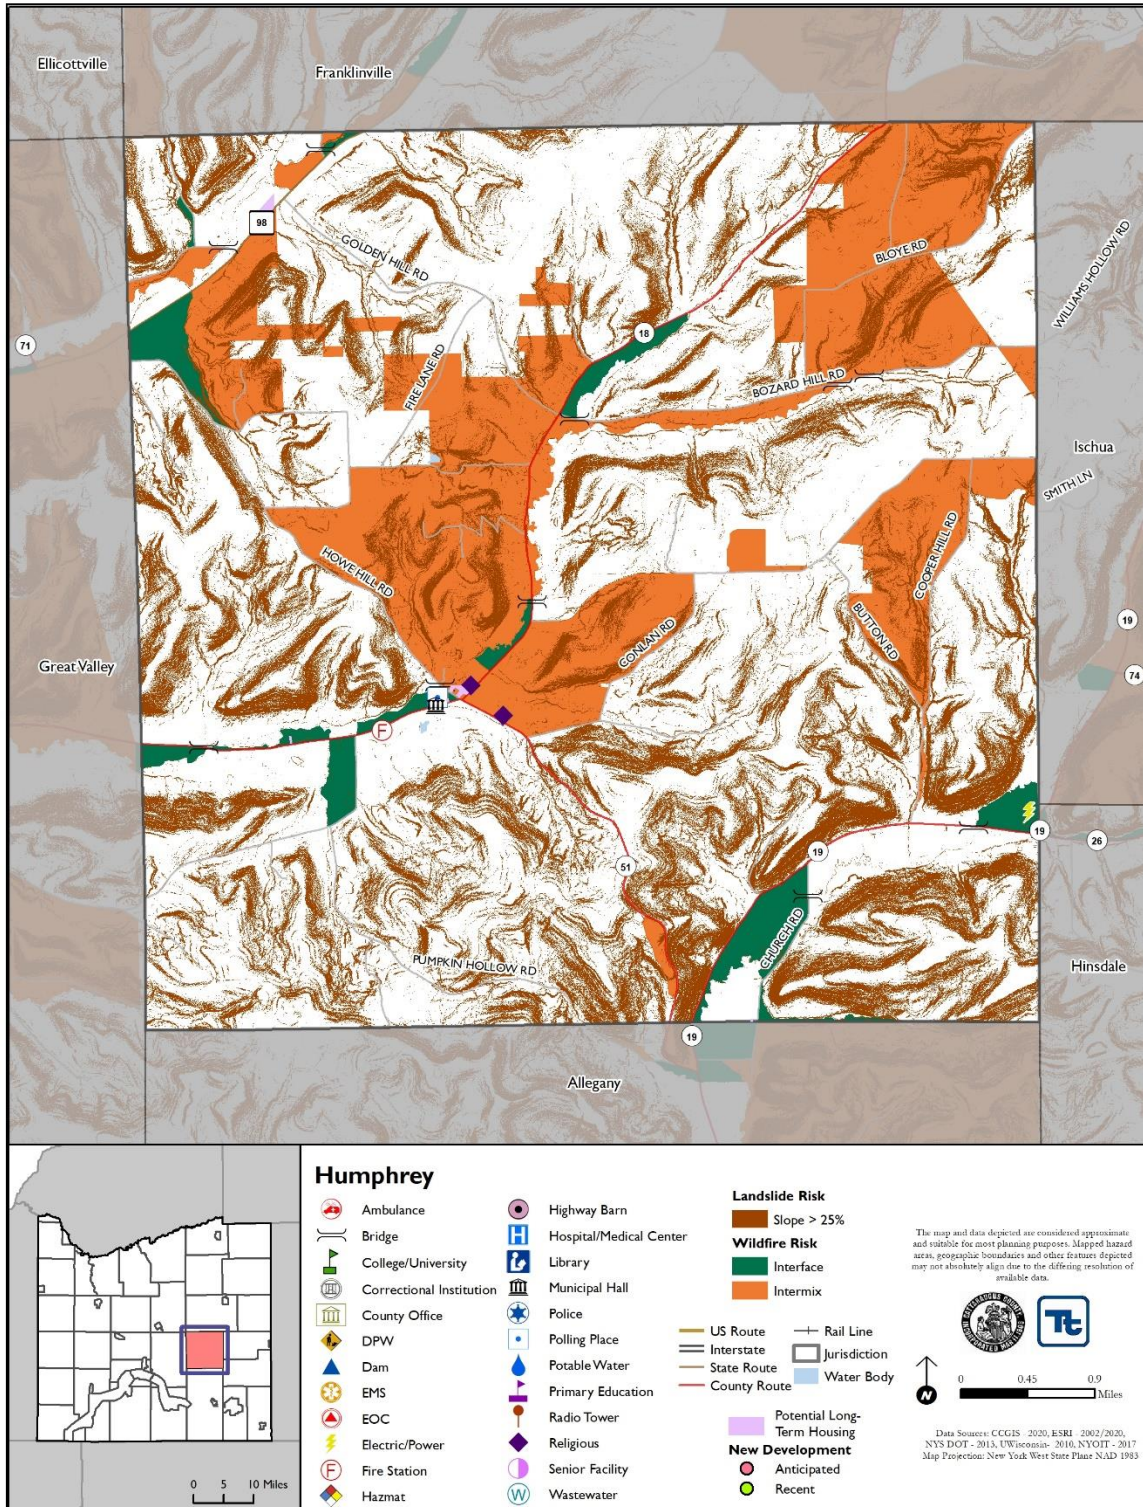 Ellicottville
Franklinville
98
GOLDEN HILL RD
BLOYE RD
WILLIAMS HOLLOW RD
71
18
FIRE LANE RD
BOZARD HILL RD
Ischua
SMITH LN
COOPER HILL RD
HOWE HILL RD
BUTTON RD
19
CONLAN RD
Great Valley
74
F
19
19
26
51
CHURCH RD
PUMPKIN HOLLOW RD
Hinsdale
19
Allegany
Humphrey
Ambulance
Bridge
College/University
Correctional Institution
County Office
DPW
Dam
EMS
EOC
Electric/Power
F Fire Station
Hazmat
Highway Barn
H Hospital/Medical Center
Library
Municipal Hall
Police
Polling Place
Potable Water
Primary Education
Radio Tower
Religious
Senior Facility
W Wastewater
Landslide Risk
Slope > 25%
Wildfire Risk
Interface
Intermix
US Route
Interstate
State Route
County Route
Rail Line
Jurisdiction
Water Body
Potential Long-
Term Housing
New Development
Anticipated
Recent
The map and data depicted are considered approximate
and suitable for most planning purposes. Mapped hazard
areas, geographic boundaries and other features depicted
may not absolutely align due to the differing resolution of
available data.
Tt
N
0 0.45 0.9
Miles
Data Sources: CCGIS - 2020, ESRI - 2002/2020,
NYS DOT - 2013, UWisconsin- 2010, NYOIT - 2017
Map Projection: New York West State Plane NAD 1983
0 5 10 Miles